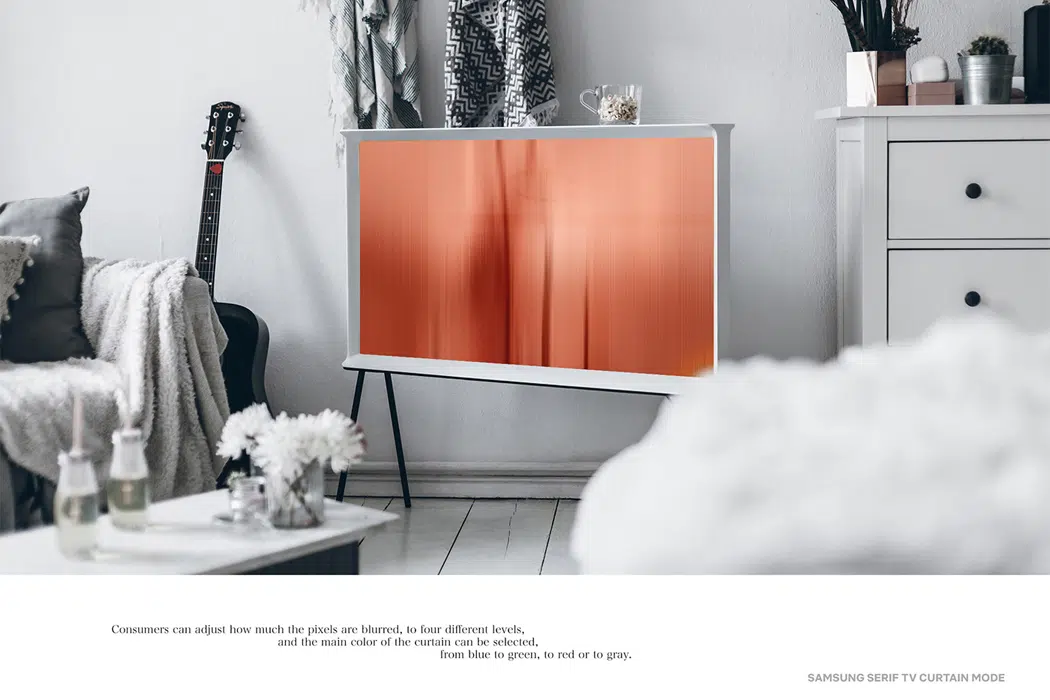 Consumers can adjust how much the pixels are blurred, to four different levels,
and the main color of the curtain can be selected,
from blue to green, to red or to gray.
SAMSUNG SERIF TV CURTAIN MODE